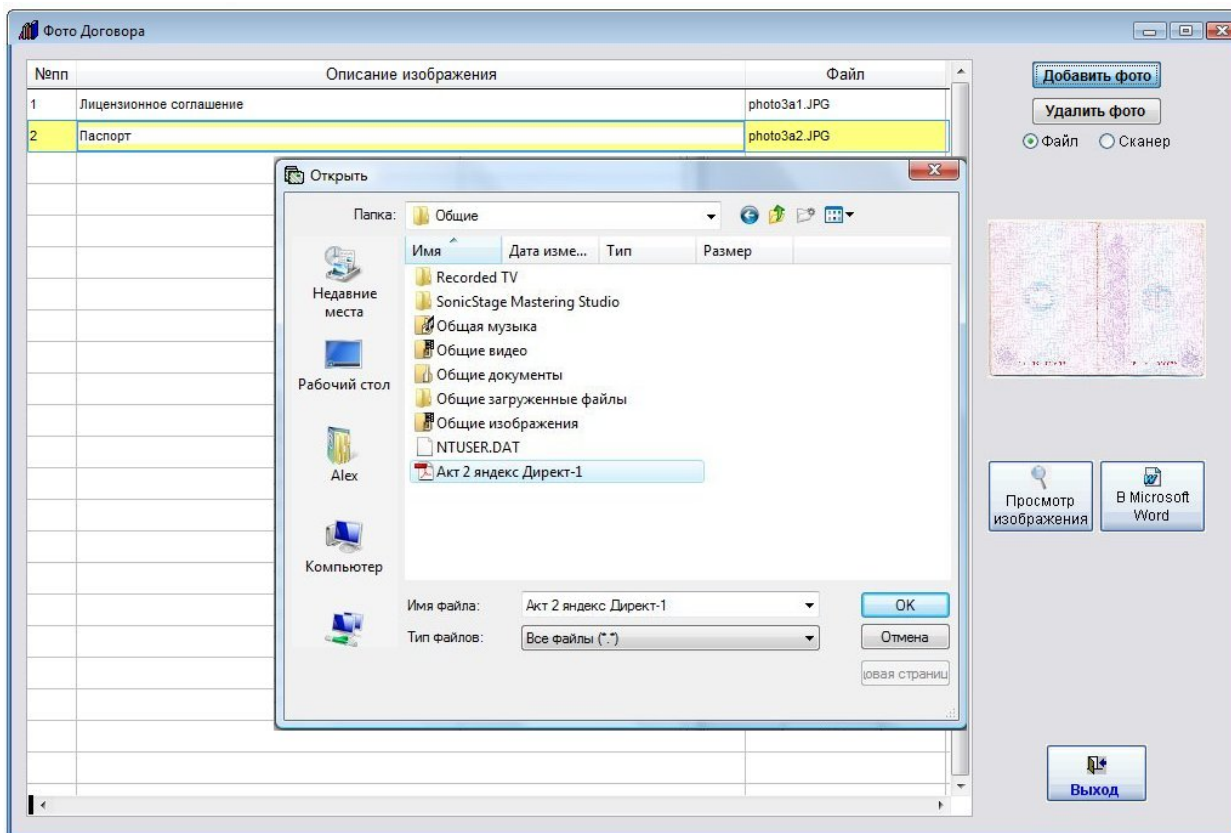 Фото Договора
№пп Описание изображения Файл
1 Лицензионное соглашение photo3a1.JPG
2 Паспорт photo3a2.JPG
Добавить фото
Удалить фото
Файл Сканер
Открыть
Папка: Общие
Имя Дата изме... Тип Размер
Recorded TV
SonicStage Mastering Studio
Общая музыка
Общие видео
Общие документы
Общие загруженные файлы
Общие изображения
NTUSER.DAT
Акт 2 яндекс Директ-1
Недавние
места
Рабочий стол
Alex
Компьютер
Имя файла: Акт 2 яндекс Директ-1 OK
Тип файлов: Все файлы (*.*) Отмена
овая страниц
Просмотр
изображения
В Microsoft
Word
Выход